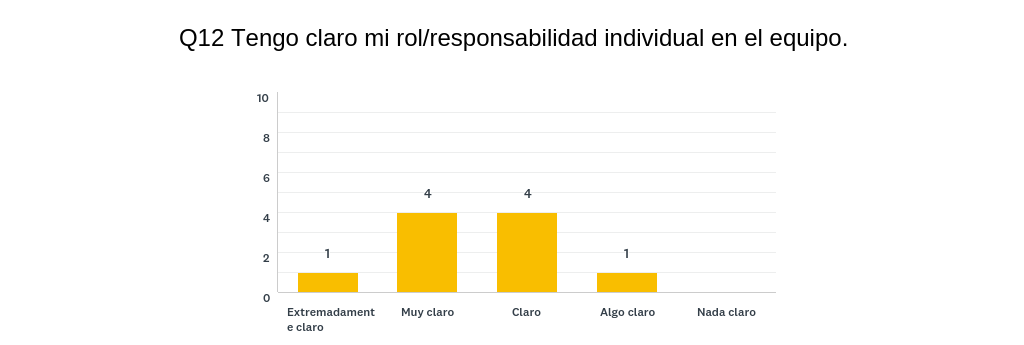 Q12 Tengo claro mi rol/responsabilidad individual en el equipo.
10
8
6
4
2
0
1
4
4
1
Extremadament
e claro
Muy claro
Claro
Algo claro
Nada claro